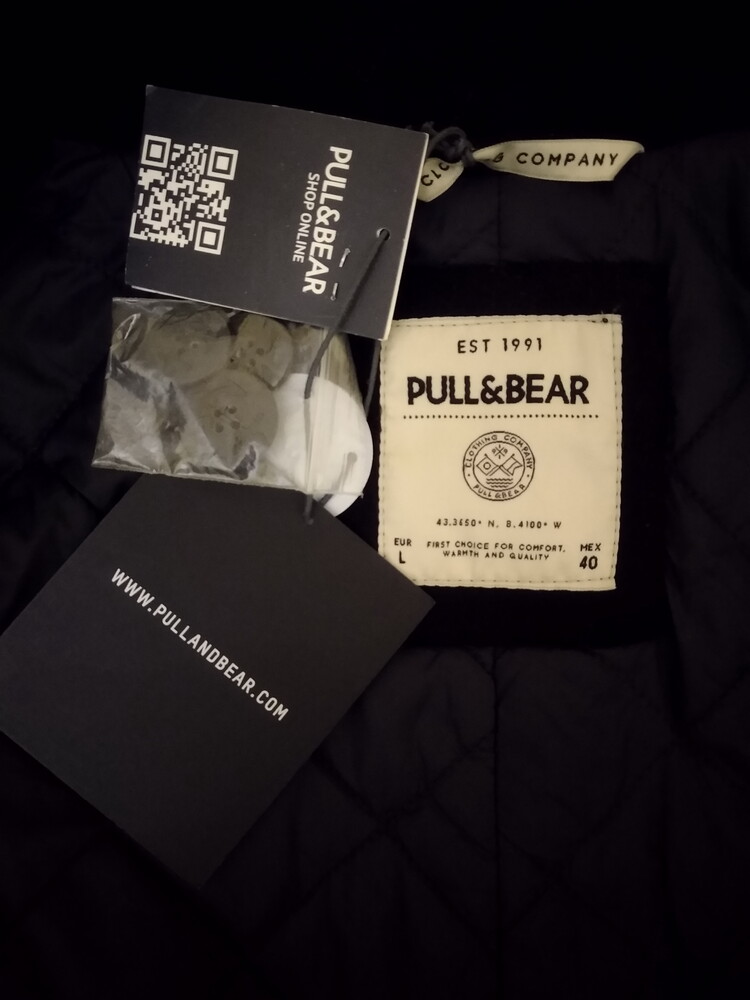 PULL&BEAR
SHOP ONLINE
COMPANY
EST 1991
PULL&BEAR
CLOTHING COMPANY
PULL&BEAR
43.3650° N, 8.4100° W
EUR
L
FIRST CHOICE FOR COMFORT,
WARMTH AND QUALITY
MEX
40
WWW.PULLANDBEAR.COM